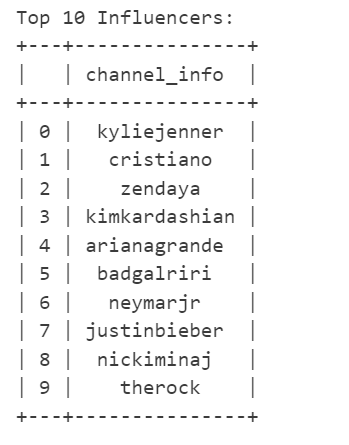 Top 10 Influencers:
+---+---------------+
|   | channel_info  |
+---+---------------+
| 0 |  kyliejenner  |
| 1 |   cristiano   |
| 2 |    zendaya    |
| 3 | kimkardashian |
| 4 | arianagrande  |
| 5 |  badgalriri   |
| 6 |   neymarjr    |
| 7 | justinbieber  |
| 8 |  nickiminaj   |
| 9 |    therock    |
+---+---------------+